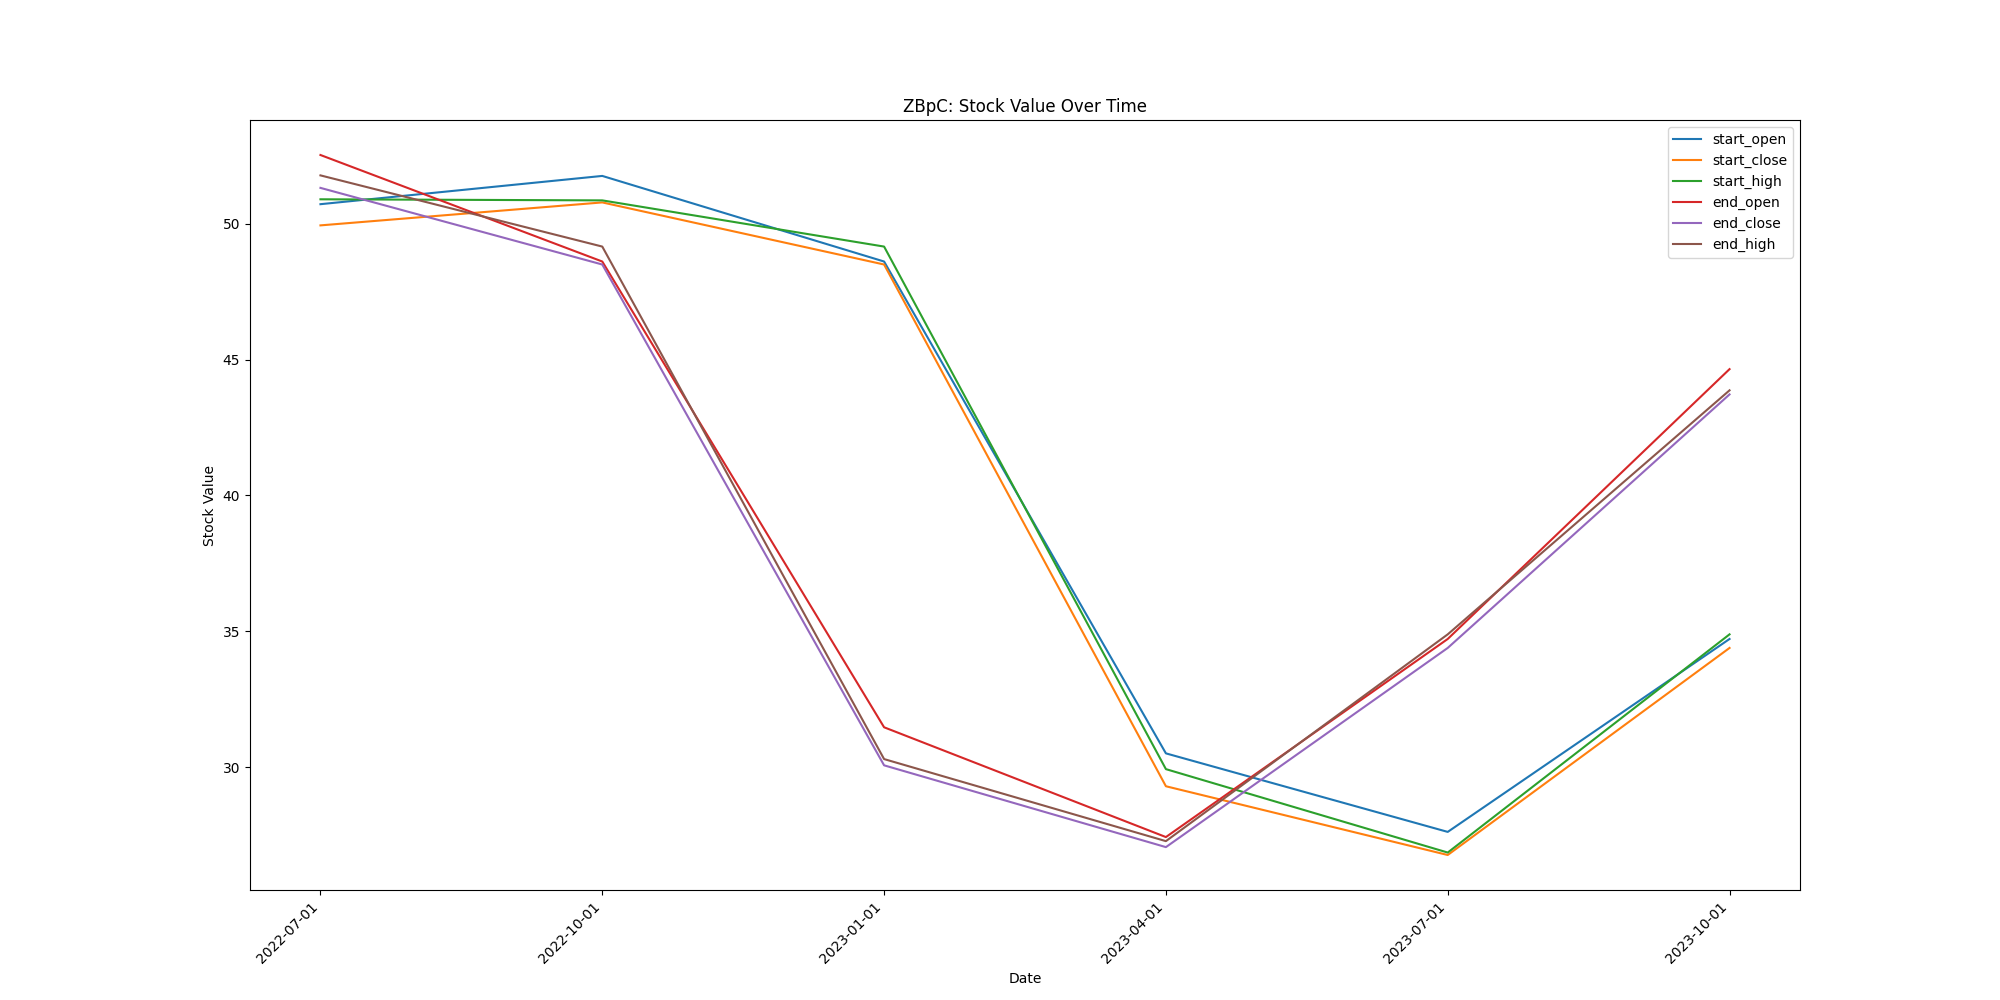 ZBpC: Stock Value Over Time
start_open
start_close
start_high
end_open
end_close
end_high
Stock Value
50
45
40
35
30
2022-07-01
2022-10-01
2023-01-01
2023-04-01
2023-07-01
2023-10-01
Date